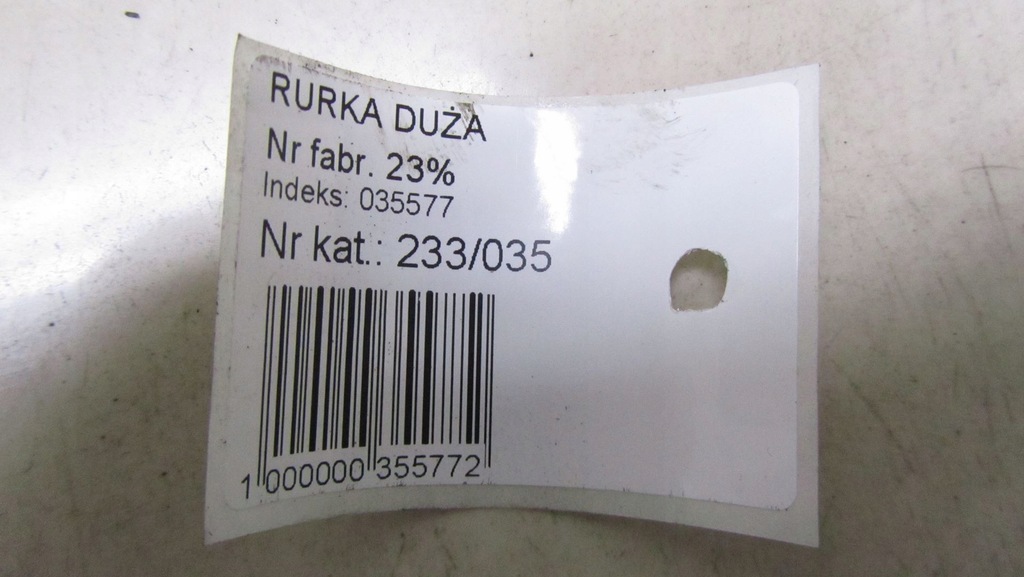 RURKA DUŻA
Nr fabr. 23%
Indeks: 035577
Nr kat.: 233/035
1 000000 355772